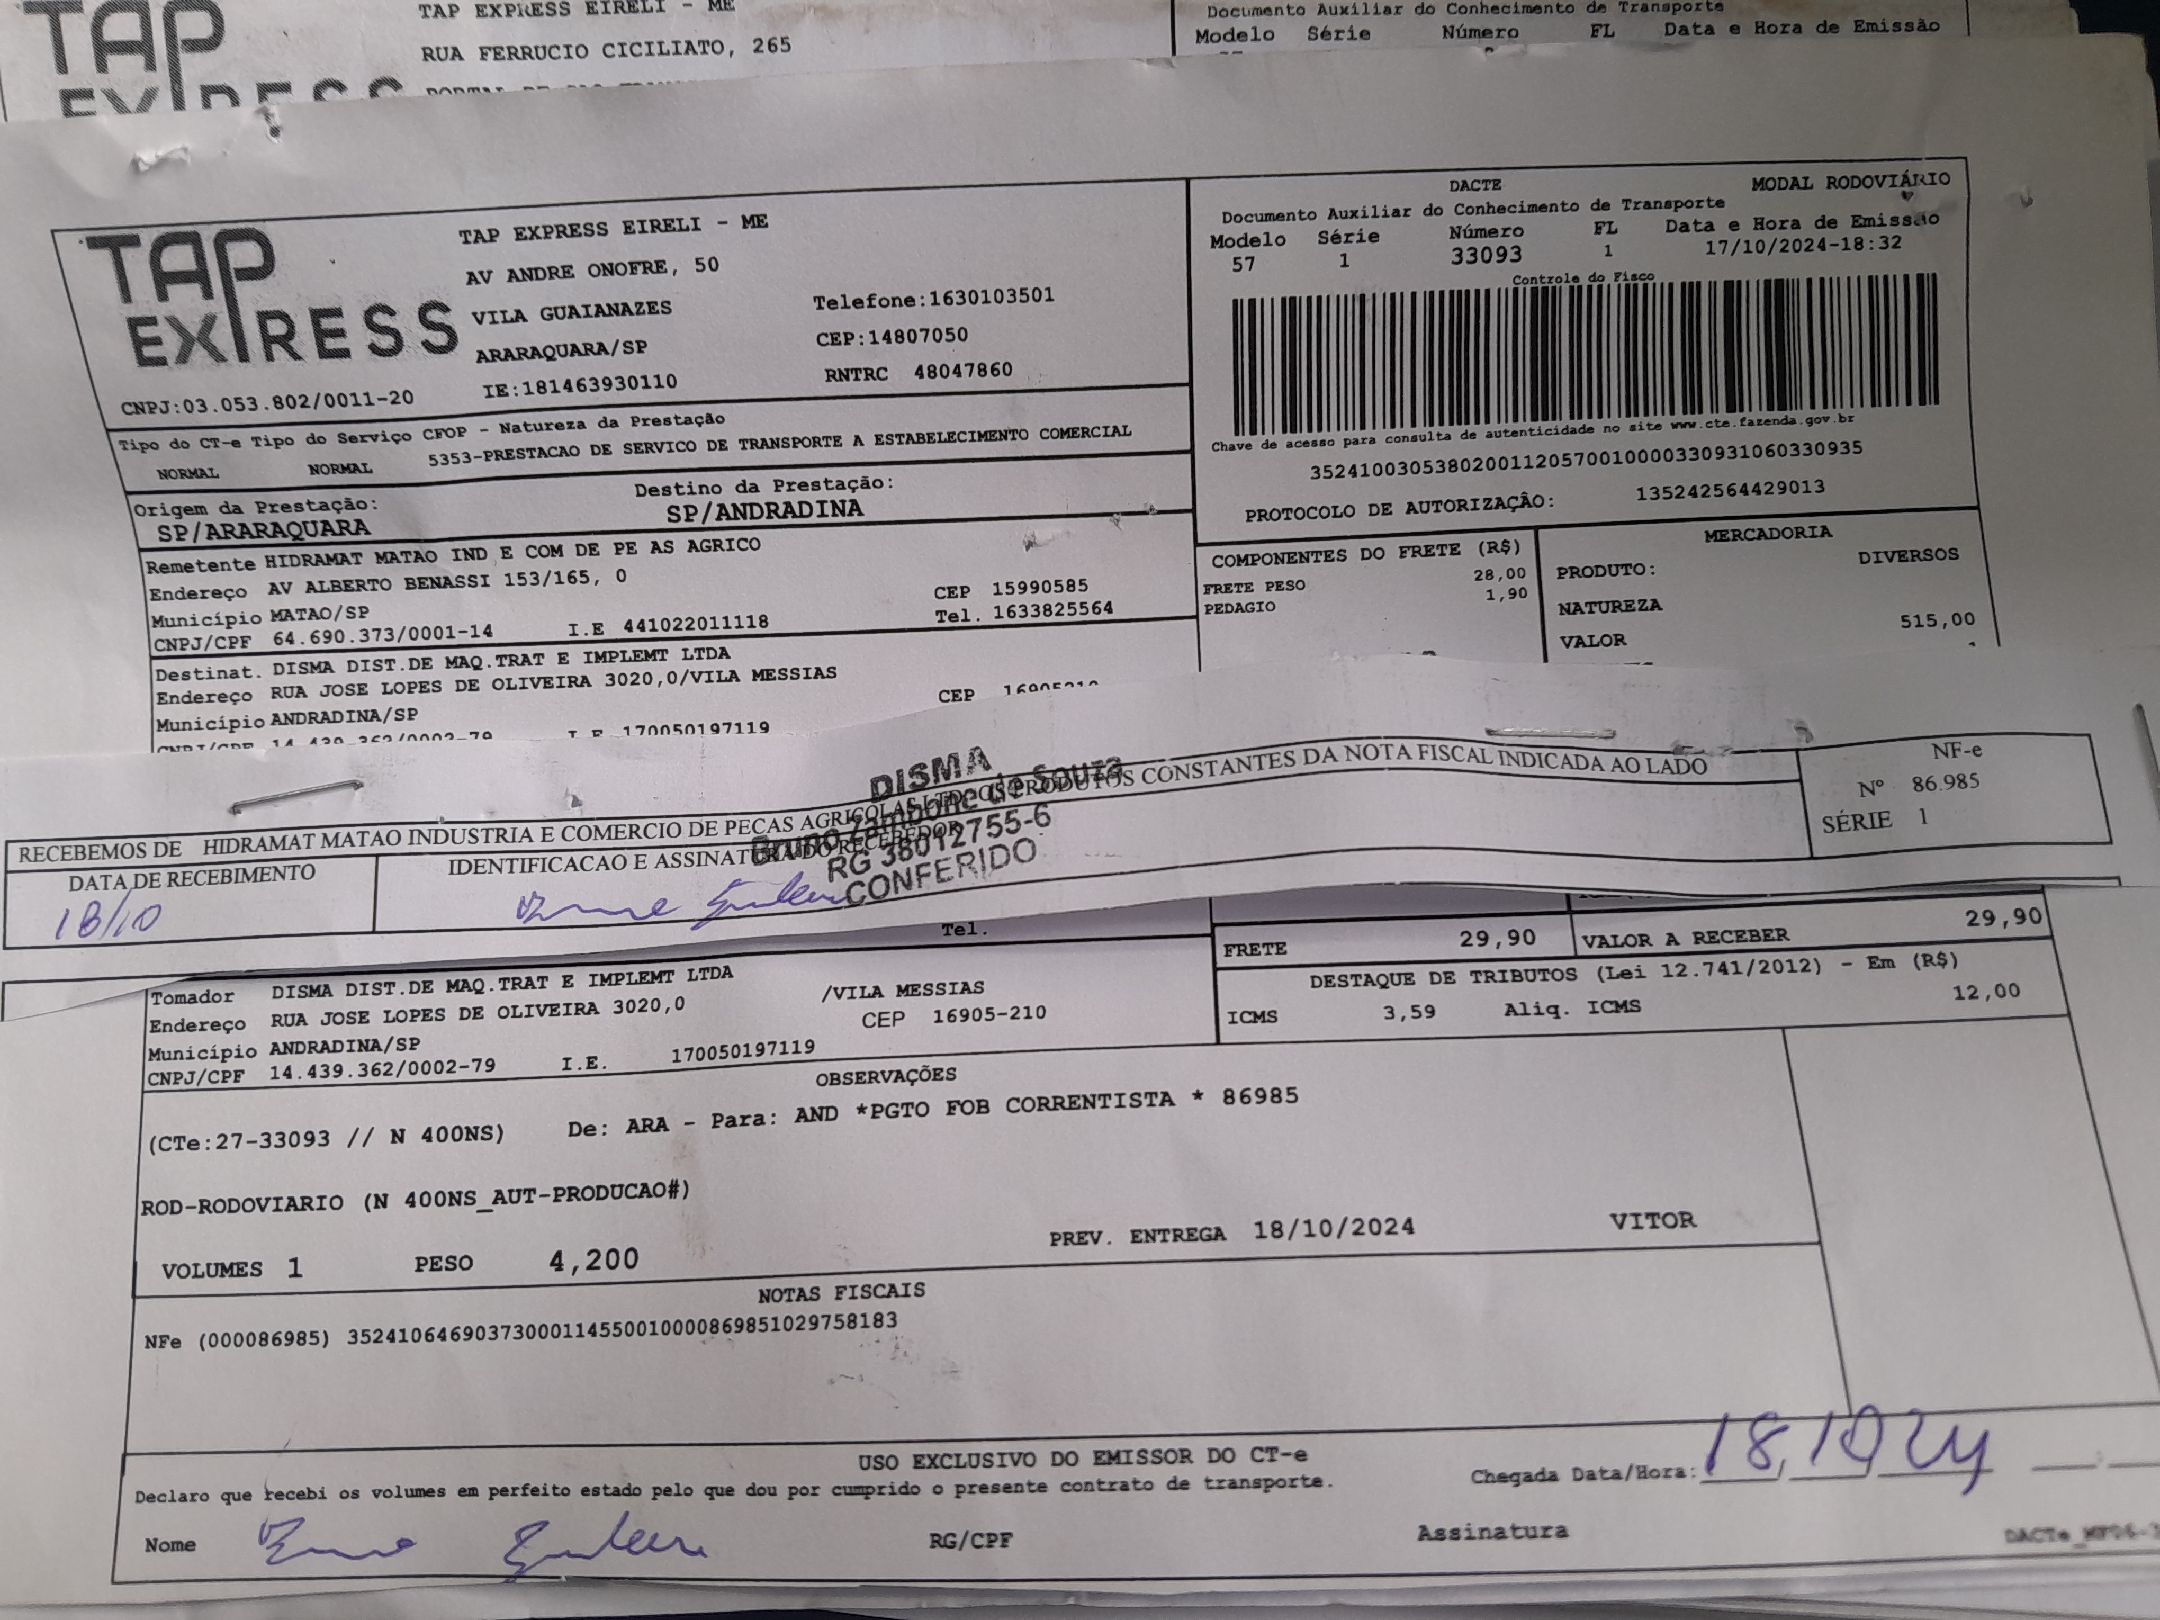 TAP EXPRESS EIRELI - ME
Documento Auxiliar do Conhecimento de Transporte
TAP
RUA FERRUCIO CICILIATO, 265
Modelo Série Número FL Data e Hora de Emissão
EXPRESS
DACTE
MODAL RODOVIÁRIO
TAP EXPRESS
TAP EXPRESS EIRELI - ME
AV ANDRE ONOFRE, 50
VILA GUAIANAZES
Telefone:1630103501
ARARAQUARA/SP
CEP:14807050
CNPJ:03.053.802/0011-20
IE:181463930110
RNTRC 48047860
Documento Auxiliar do Conhecimento de Transporte
Modelo Série Número FL Data e Hora de Emissão
57 1 33093 1 17/10/2024-18:32
Controle do Fisco
Chave de acesso para consulta de autenticidade no site www.cte.fazenda.gov.br
35241003053802001120570010000330931060330935
PROTOCOLO DE AUTORIZAÇÂO: 135242564429013
Tipo do CT-e Tipo do Serviço CFOP - Natureza da Prestação
NORMAL NORMAL 5353-PRESTACAO DE SERVICO DE TRANSPORTE A ESTABELECIMENTO COMERCIAL
Origem da Prestação: Destino da Prestação:
SP/ARARAQUARA SP/ANDRADINA
Remetente HIDRAMAT MATAO IND E COM DE PE AS AGRICO
Endereço AV ALBERTO BENASSI 153/165, 0
CEP 15990585
Município MATAO/SP
Tel. 1633825564
CNPJ/CPF 64.690.373/0001-14 I.E 441022011118
COMPONENTES DO FRETE (R$)
FRETE PESO 28,00
PEDAGIO 1,90
MERCADORIA
PRODUTO: DIVERSOS
NATUREZA
VALOR 515,00
Destinat. DISMA DIST.DE MAQ.TRAT E IMPLEMT LTDA
Endereço RUA JOSE LOPES DE OLIVEIRA 3020,0/VILA MESSIAS
CEP 16905210
Município ANDRADINA/SP
CNPJ/CPF 14.439.362/0002-79 I.E 170050197119
RECEBEMOS DE HIDRAMAT MATAO INDUSTRIA E COMERCIO DE PECAS AGRICOLAS LTDA OS PRODUTOS CONSTANTES DA NOTA FISCAL INDICADA AO LADO
NF-e
Nº 86.985
SÉRIE 1
DATA DE RECEBIMENTO
18/10
IDENTIFICACAO E ASSINATURA DO RECEBEDOR
DISMA
Bruno Zambone de Souza
RG 38012755-6
CONFERIDO
Tel.
FRETE 29,90
VALOR A RECEBER 29,90
Tomador DISMA DIST.DE MAQ.TRAT E IMPLEMT LTDA
Endereço RUA JOSE LOPES DE OLIVEIRA 3020,0 /VILA MESSIAS
CEP 16905-210
Município ANDRADINA/SP
CNPJ/CPF 14.439.362/0002-79 I.E. 170050197119
DESTAQUE DE TRIBUTOS (Lei 12.741/2012) - Em (R$)
ICMS 3,59 Aliq. ICMS 12,00
OBSERVAÇÕES
(CTe:27-33093 // N 400NS) De: ARA - Para: AND *PGTO FOB CORRENTISTA * 86985
ROD-RODOVIARIO (N 400NS_AUT-PRODUCAO#)
VOLUMES 1 PESO 4,200 PREV. ENTREGA 18/10/2024 VITOR
NOTAS FISCAIS
NFe (000086985) 35241064690373000114550010000869851029758183
USO EXCLUSIVO DO EMISSOR DO CT-e
Declaro que recebi os volumes em perfeito estado pelo que dou por cumprido o presente contrato de transporte.
Chegada Data/Hora: 18/10/24
Nome RG/CPF Assinatura